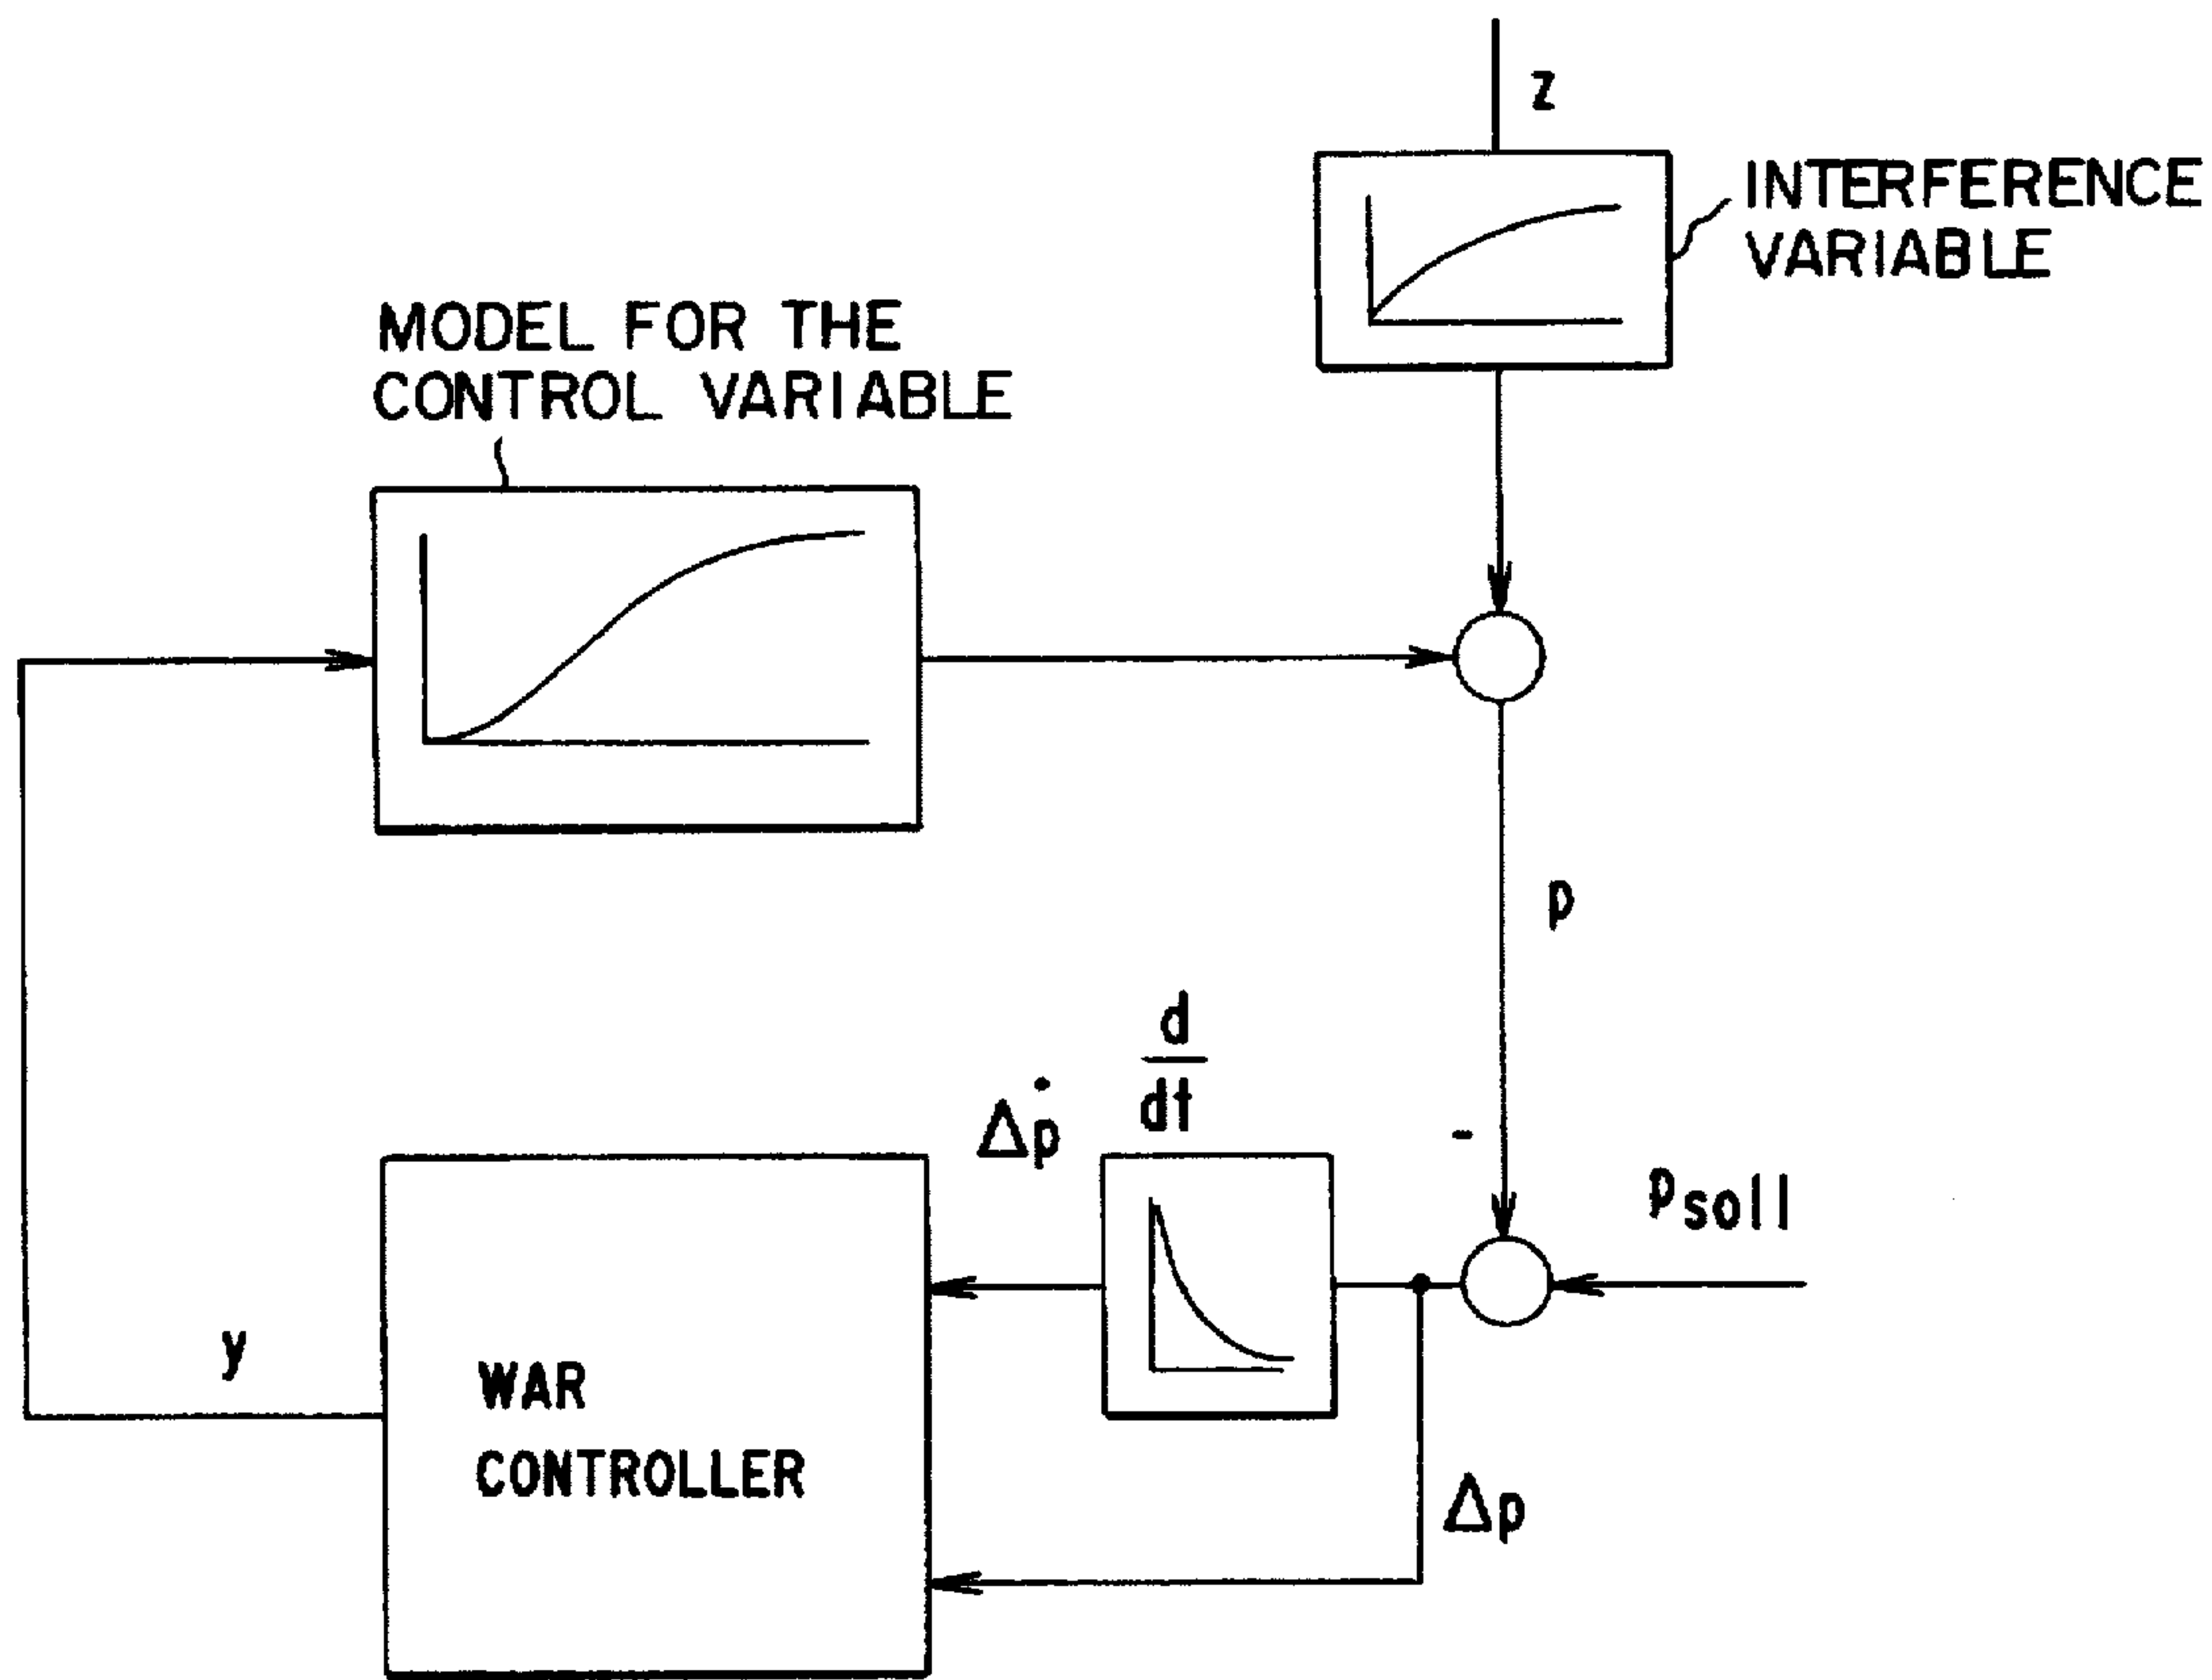 z
INTERFERENCE
VARIABLE
MODEL FOR THE
CONTROL VARIABLE
p
d
dt
Δṗ
-
Psoll
y
WAR
CONTROLLER
Δp